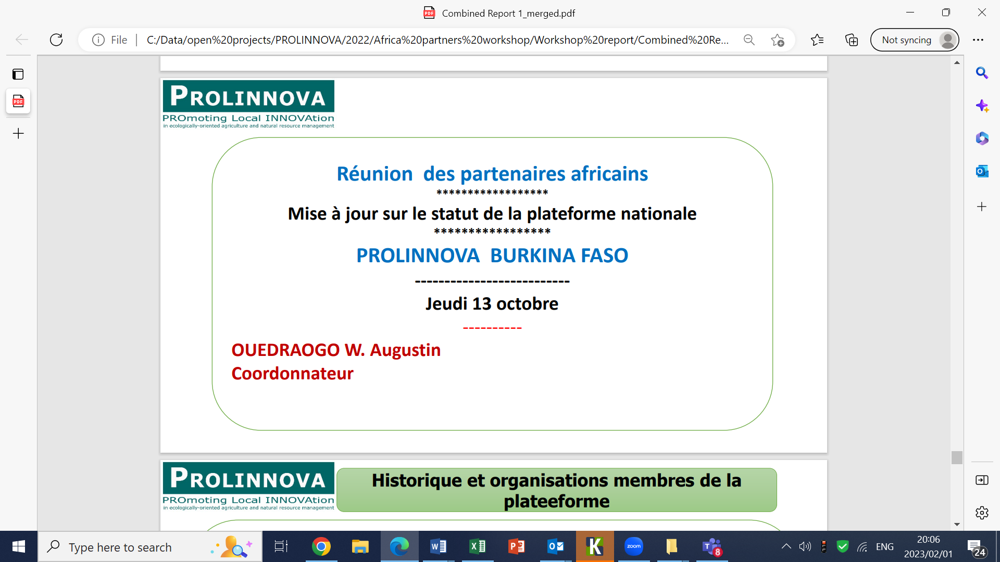 Combined Report 1_merged.pdf
File
C:/Data/open%20projects/PROLINNOVA/2022/Africa%20partners%20workshop/Workshop%20report/Combined%20Re...
Not syncing
PROLINNOVA
PROmoting Local INNOVAtion
in ecologically-oriented agriculture and natural resource management
Réunion  des partenaires africains
******************
Mise à jour sur le statut de la plateforme nationale
*****************
PROLINNOVA  BURKINA FASO
--------------------------
Jeudi 13 octobre
----------
OUEDRAOGO W. Augustin
Coordonnateur
PROLINNOVA
PROmoting Local INNOVAtion
in ecologically-oriented agriculture and natural resource management
Historique et organisations membres de la
plateeforme
Type here to search
zoom
8
ENG
20:06
2023/02/01
24